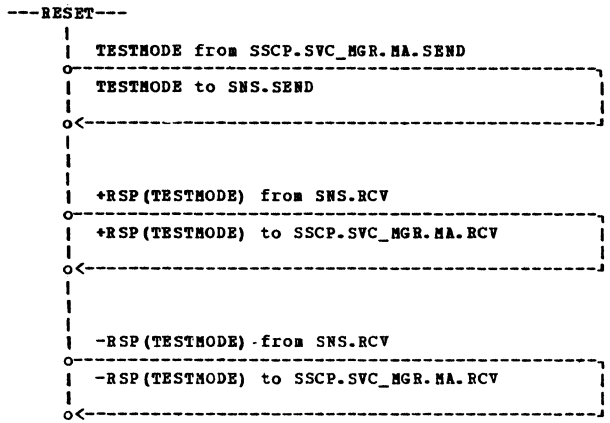 ---RESET---
TESTMODE from SSCP.SVC_MGR.MA.SEND
TESTMODE to SNS.SEND
+RSP(TESTMODE) from SNS.RCV
+RSP(TESTMODE) to SSCP.SVC_MGR.MA.RCV
-RSP(TESTMODE) from SNS.RCV
-RSP(TESTMODE) to SSCP.SVC_MGR.MA.RCV